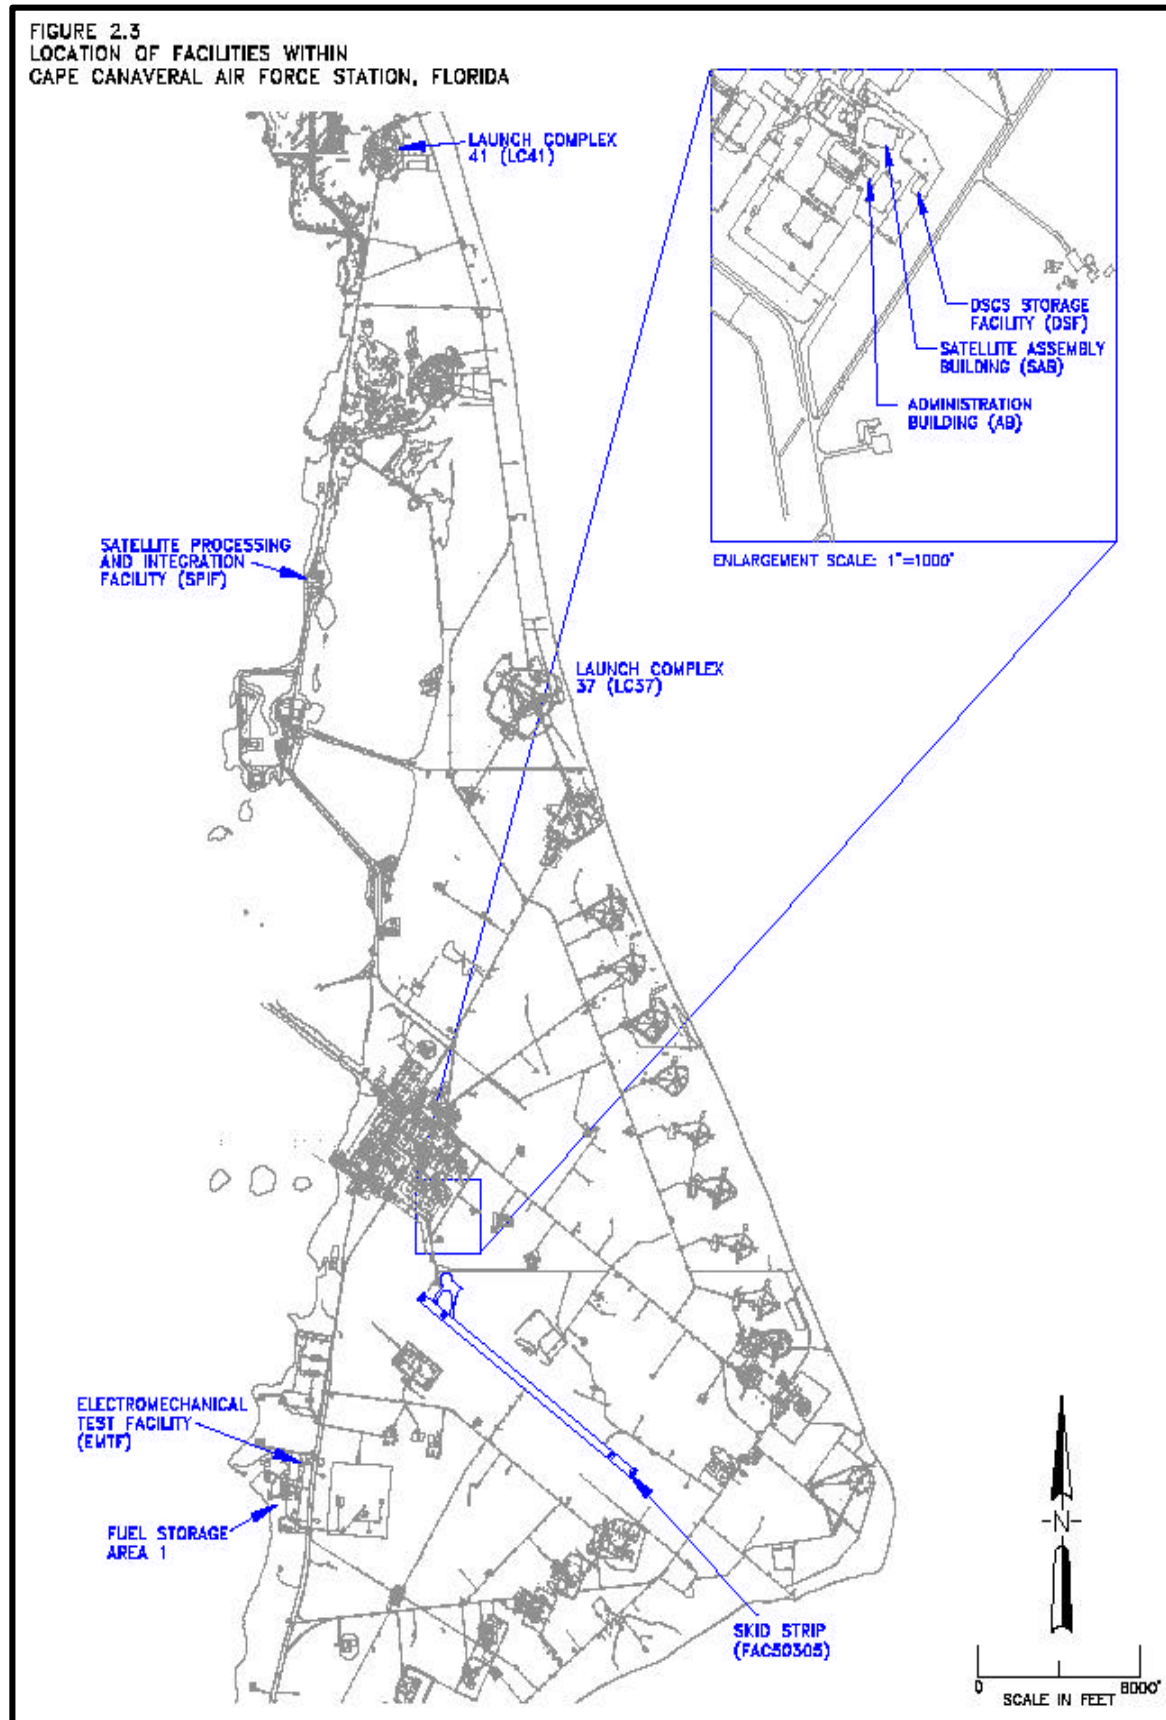 FIGURE 2.3
LOCATION OF FACILITIES WITHIN
CAPE CANAVERAL AIR FORCE STATION, FLORIDA
LAUNCH COMPLEX
41 (LC41)
DSCS STORAGE
FACILITY (DSF)
SATELLITE ASSEMBLY
BUILDING (SAB)
ADMINISTRATION
BUILDING (AB)
ENLARGEMENT SCALE: 1"=1000'
SATELLITE PROCESSING
AND INTEGRATION
FACILITY (SPIF)
LAUNCH COMPLEX
37 (LC37)
ELECTROMECHANICAL
TEST FACILITY
(EMTF)
FUEL STORAGE
AREA 1
SKID STRIP
(FAC50305)
N
0 8000'
SCALE IN FEET